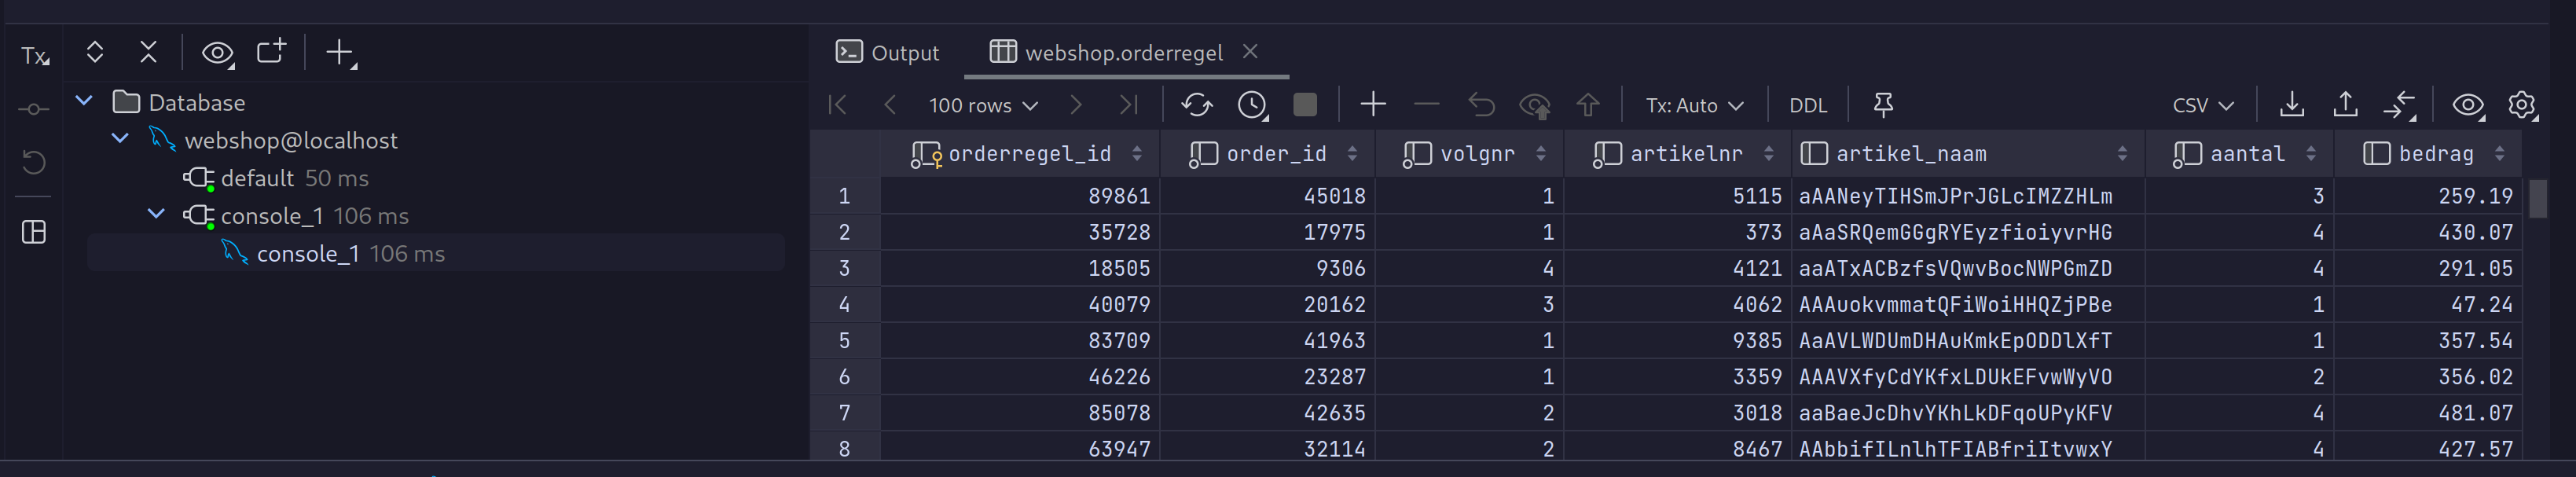 Tx
Database
webshop@localhost
default 50 ms
console_1 106 ms
console_1 106 ms
Output
webshop.orderregel
100 rows
Tx: Auto
DDL
CSV
orderregel_id order_id volgnr artikelnr artikel_naam aantal bedrag
1 89861 45018 1 5115 aAANeyTIHSmJPrJGLcIMZZHLm 3 259.19
2 35728 17975 1 373 aAaSRQemGGgRYEyzfioiyvrHG 4 430.07
3 18505 9306 4 4121 aaATxACBzfsVQwvBocNWPGmZD 4 291.05
4 40079 20162 3 4062 AAAuokvmmatQFiWoiHHQZjPBe 1 47.24
5 83709 41963 1 9385 AaAVLWDUmDHAuKmkEpODDlXfT 1 357.54
6 46226 23287 1 3359 AAAVXfyCdYKfxLDUkEFvwWyVO 2 356.02
7 85078 42635 2 3018 aaBaeJcDhvYKhLkDFqoUPyKFV 4 481.07
8 63947 32114 2 8467 AAbbifILnlhTFIABfriItvwxY 4 427.57